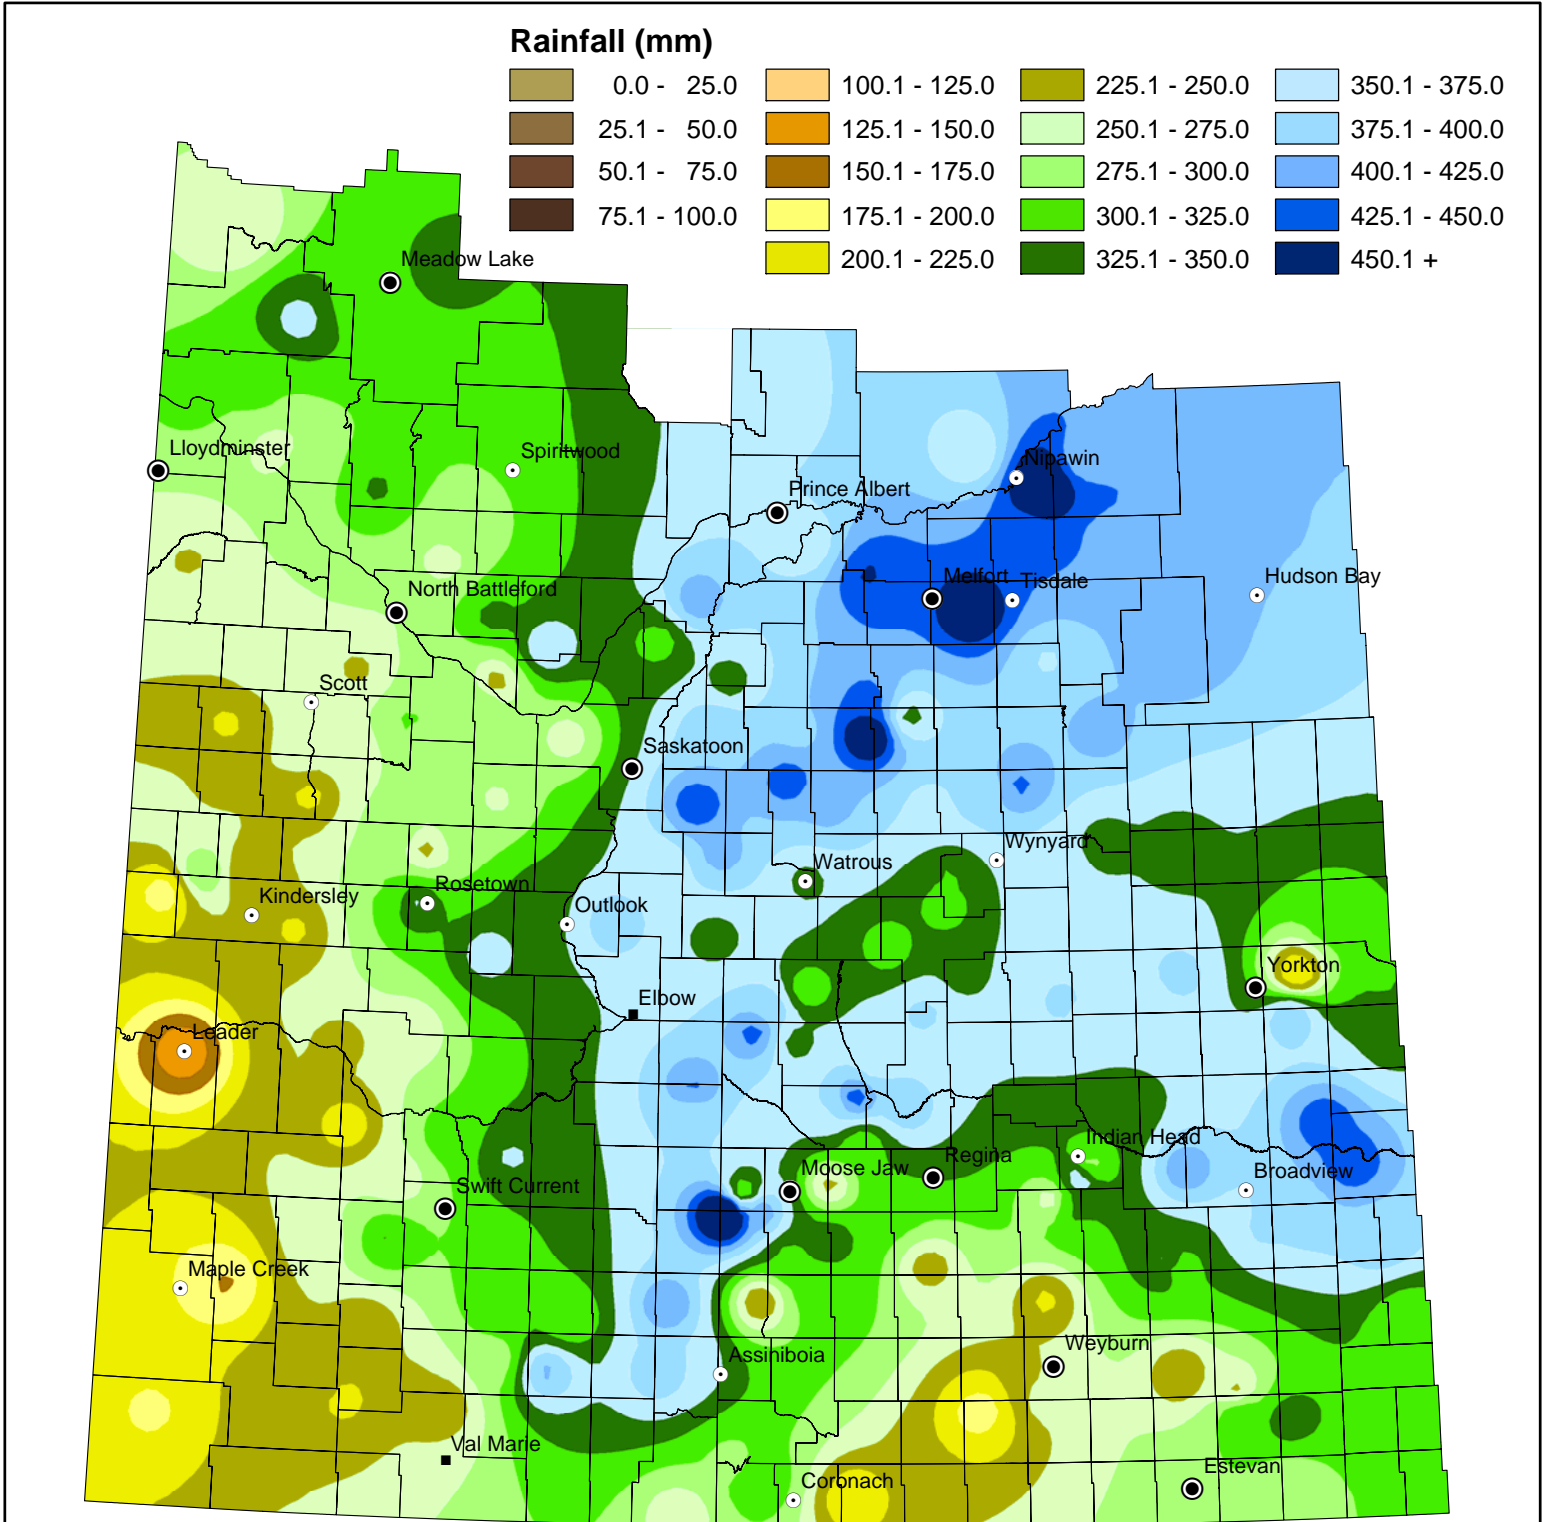 Rainfall (mm)
0.0 - 25.0
25.1 - 50.0
50.1 - 75.0
75.1 - 100.0
100.1 - 125.0
125.1 - 150.0
150.1 - 175.0
175.1 - 200.0
200.1 - 225.0
225.1 - 250.0
250.1 - 275.0
275.1 - 300.0
300.1 - 325.0
325.1 - 350.0
350.1 - 375.0
375.1 - 400.0
400.1 - 425.0
425.1 - 450.0
450.1 +
Meadow Lake
Lloydminster
Spiritwood
Nipawin
Prince Albert
North Battleford
Melfort
Tisdale
Hudson Bay
Scott
Saskatoon
Wynyard
Watrous
Kindersley
Rosetown
Outlook
Yorkton
Elbow
Leader
Indian Head
Regina
Moose Jaw
Broadview
Swift Current
Maple Creek
Weyburn
Assiniboia
Val Marie
Coronach
Estevan